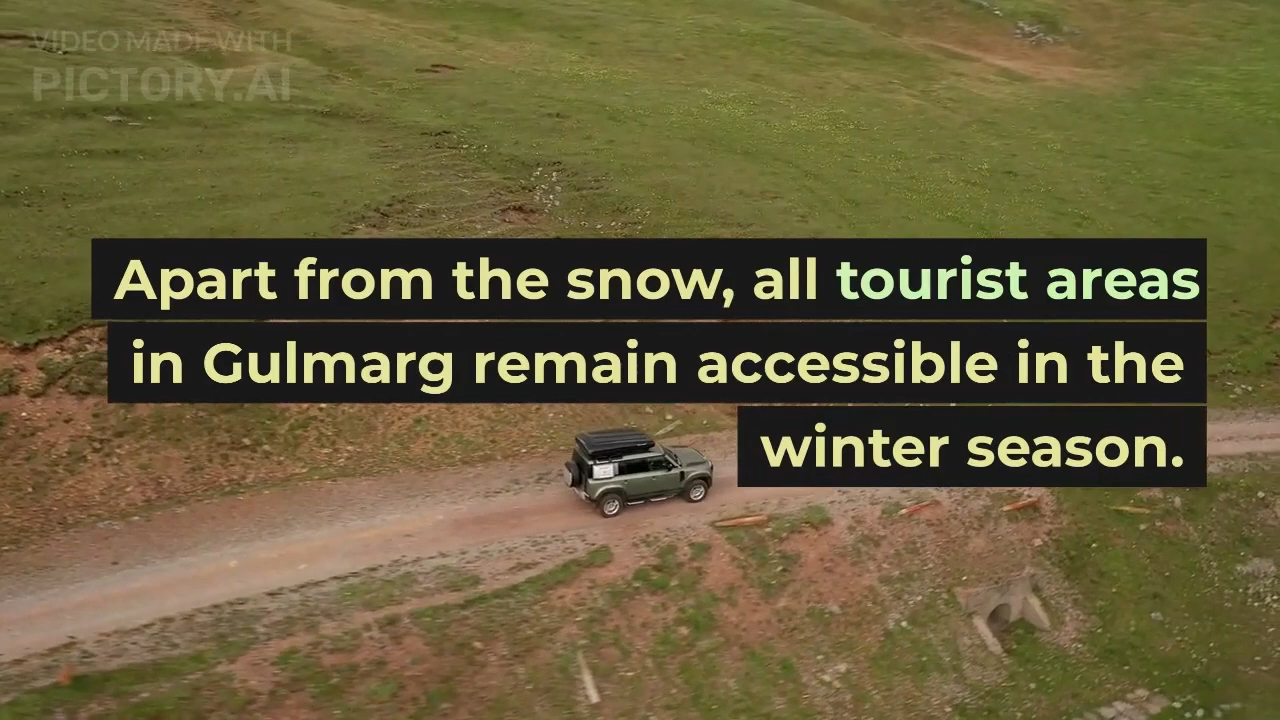 VIDEO MADE WITH
PICTORY.AI
Apart from the snow, all tourist areas
in Gulmarg remain accessible in the
winter season.